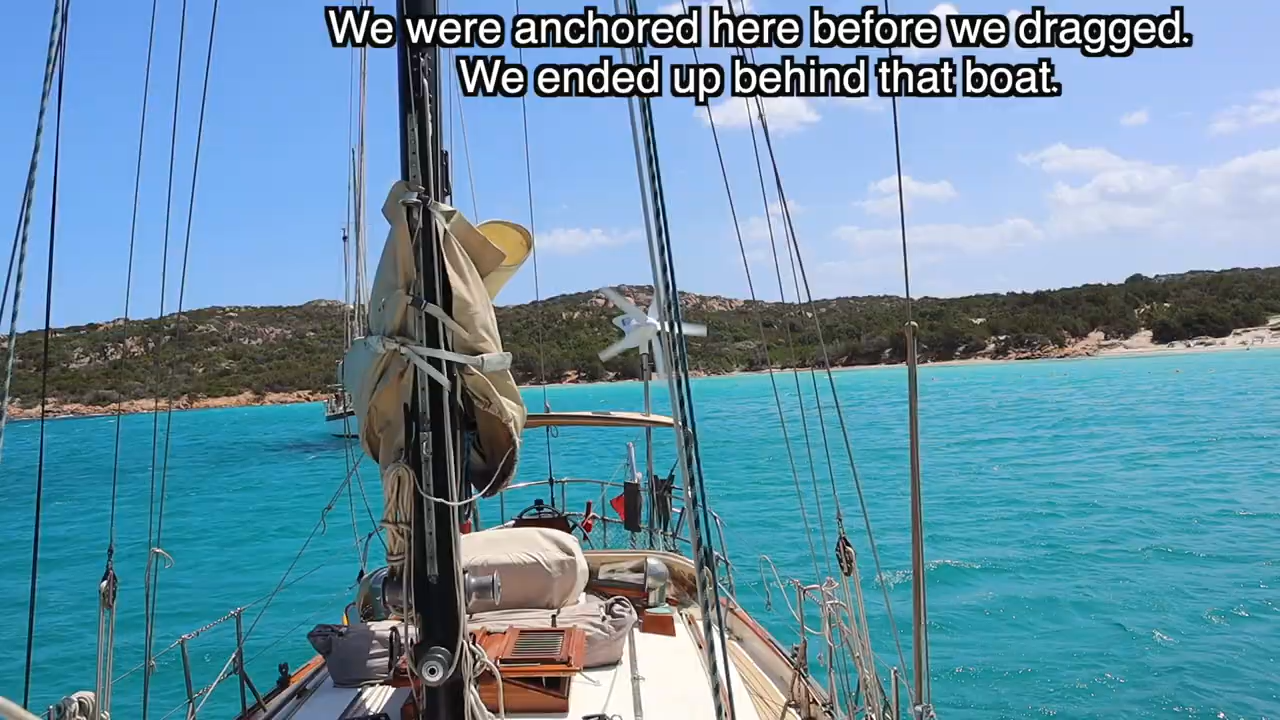 We were anchored here before we dragged.
We ended up behind that boat.